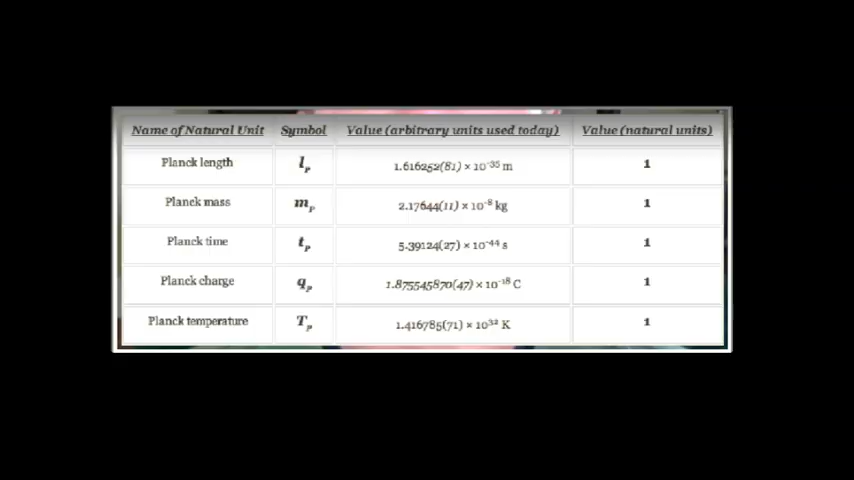 Name of Natural Unit Symbol Value (arbitrary units used today) Value (natural units)
Planck length lₚ 1.616252(81) × 10⁻³⁵ m 1
Planck mass mₚ 2.17644(11) × 10⁻⁸ kg 1
Planck time tₚ 5.39124(27) × 10⁻⁴⁴ s 1
Planck charge qₚ 1.875545870(47) × 10⁻¹⁸ C 1
Planck temperature Tₚ 1.416785(71) × 10³² K 1